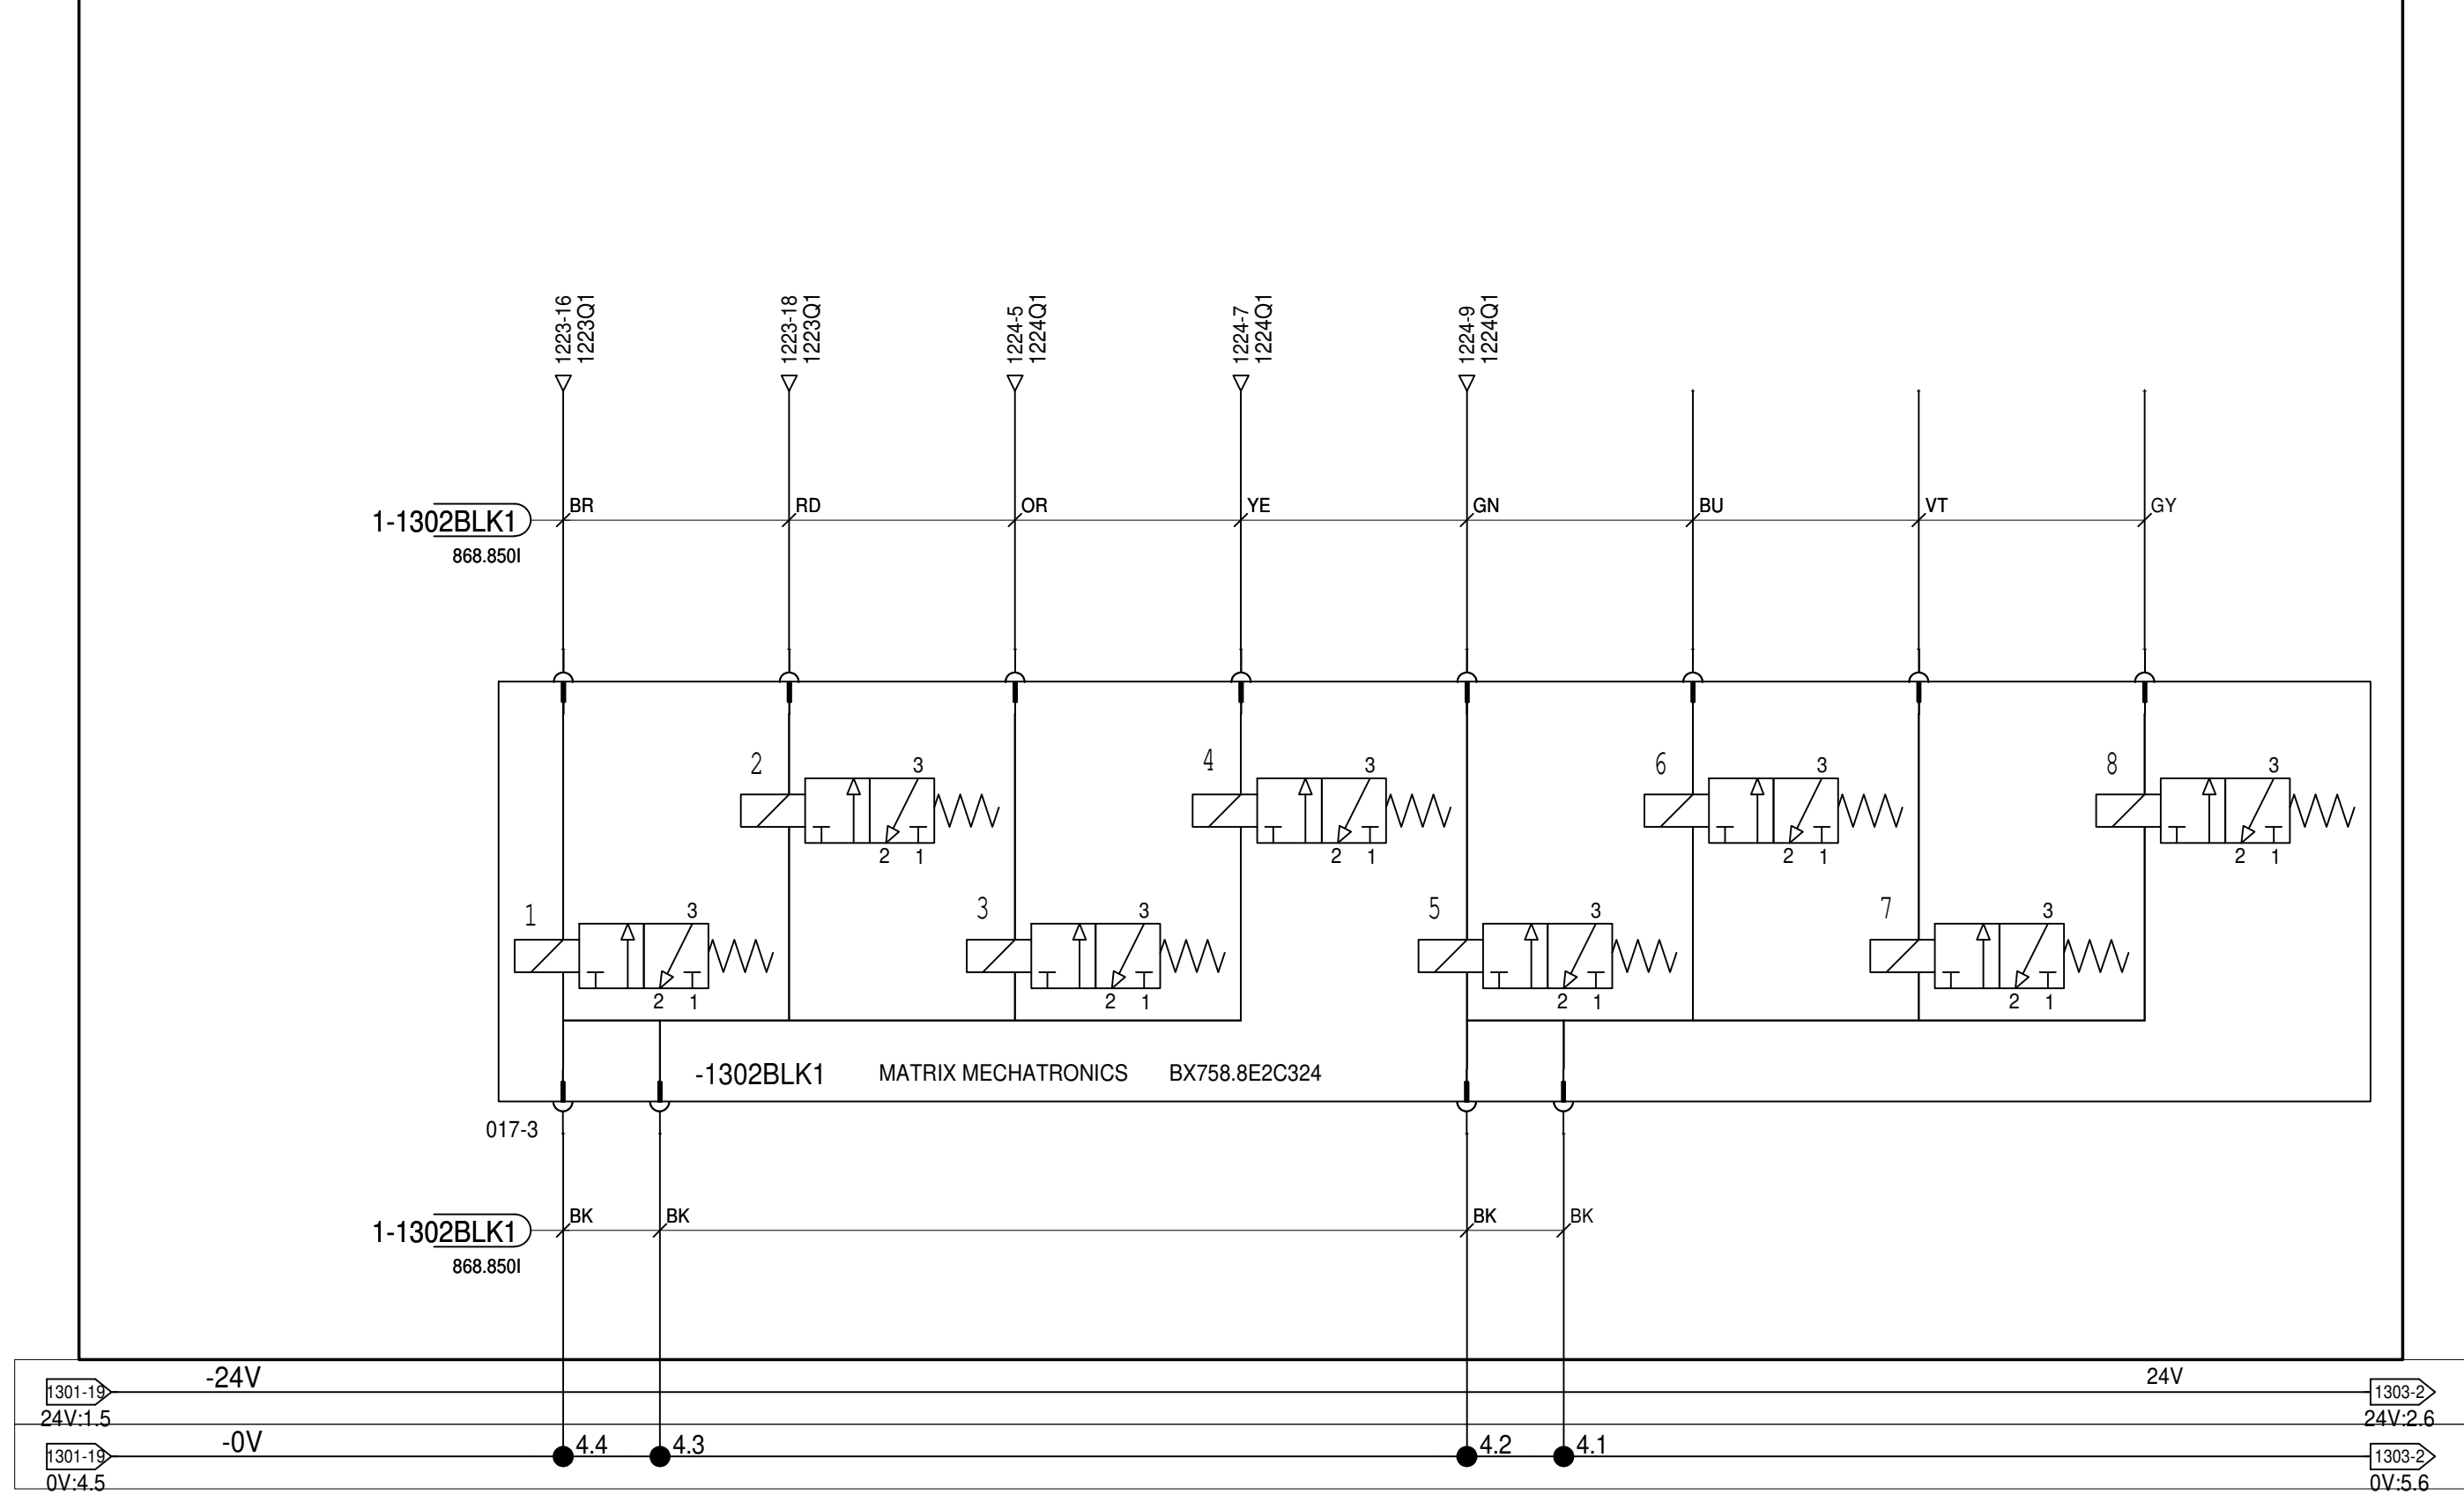 1223-16
1223Q1
1223-18
1223Q1
1224-5
1224Q1
1224-7
1224Q1
1224-9
1224Q1
1-1302BLK1
868.850I
BR
RD
OR
YE
GN
BU
VT
GY
2
3
2
1
4
3
2
1
6
3
2
1
8
3
2
1
1
3
2
1
3
3
2
1
5
3
2
1
7
3
2
1
-1302BLK1 MATRIX MECHATRONICS BX758.8E2C324
017-3
1-1302BLK1
868.850I
BK
BK
BK
BK
1301-19
-24V
24V
1303-2
24V:1.5
24V:2.6
1301-19
-0V
4.4
4.3
4.2
4.1
1303-2
0V:4.5
0V:5.6